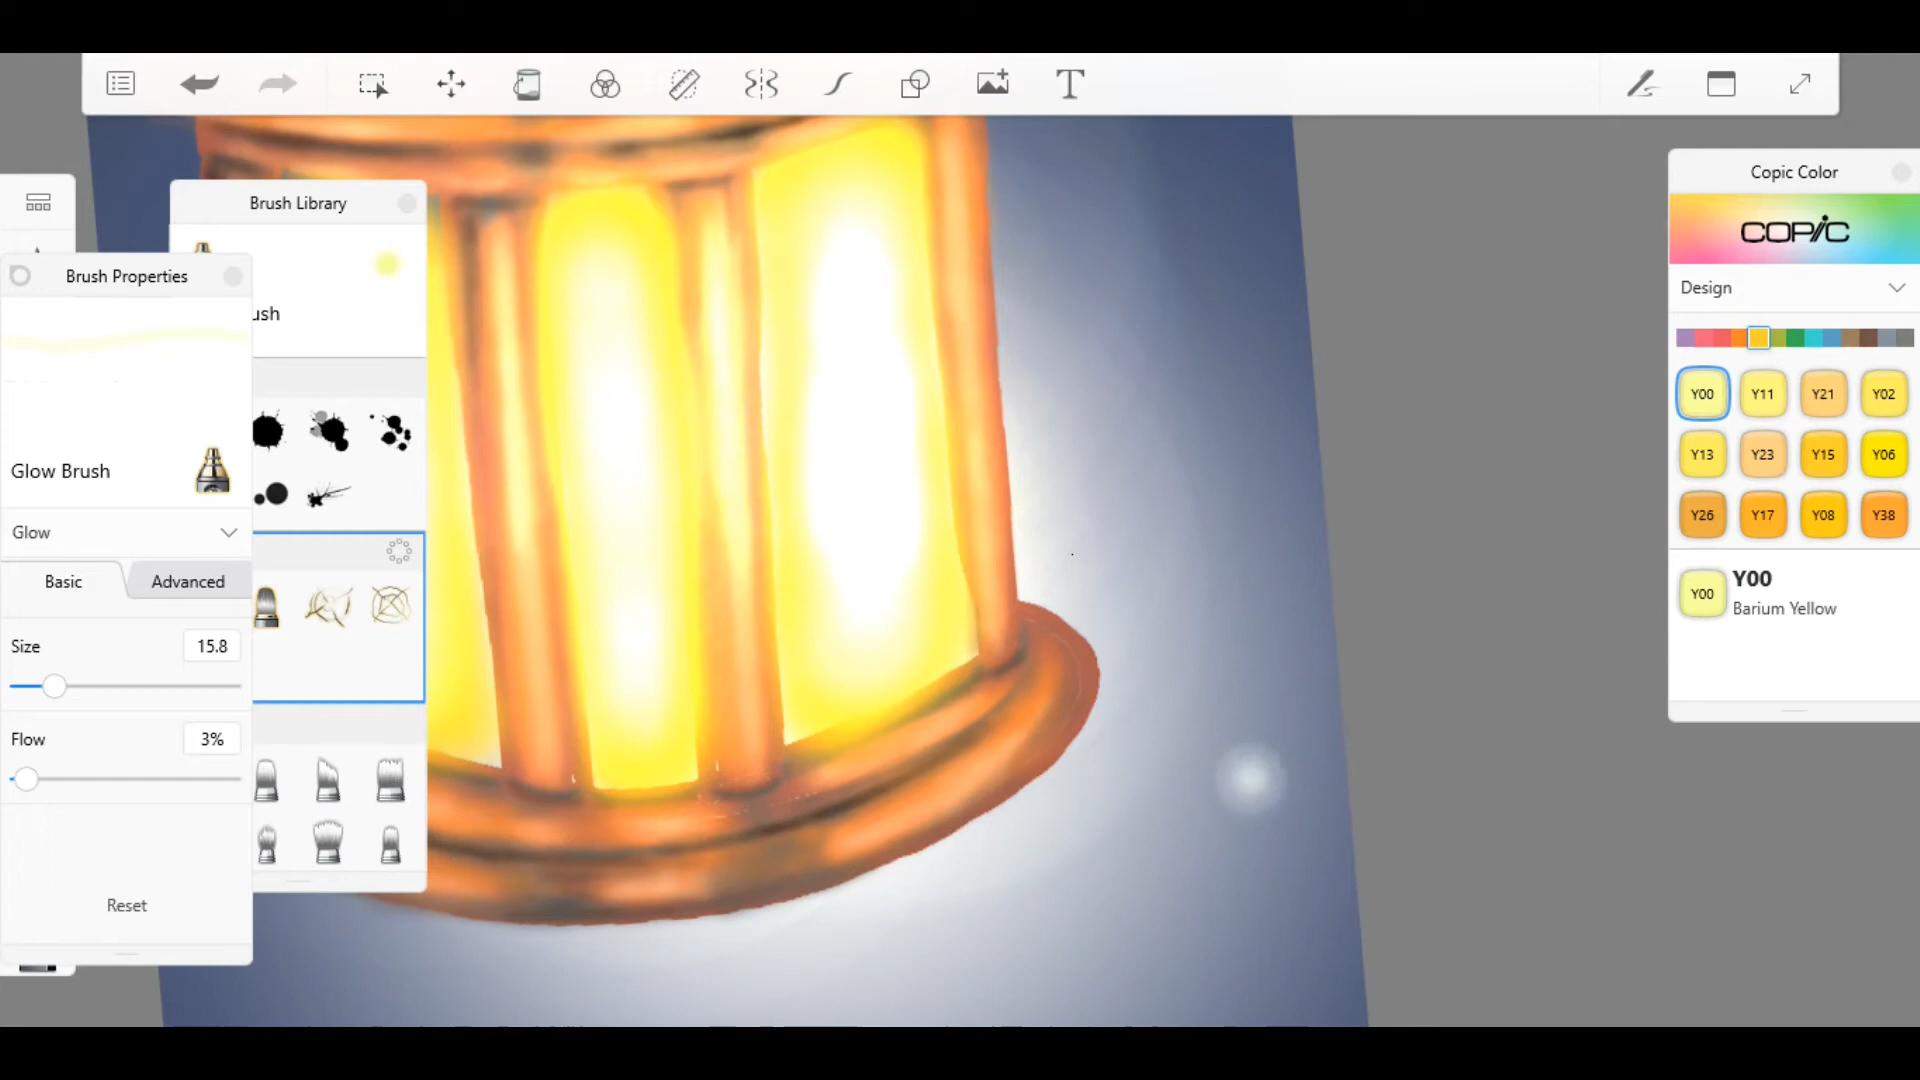 T
Copic Color
COPIC
Design
Y00 Y11 Y21 Y02
Y13 Y23 Y15 Y06
Y26 Y17 Y08 Y38
Y00 Y00
Barium Yellow
Brush Library
ush
Brush Properties
Glow Brush
Glow
Basic Advanced
Size 15.8
Flow 3%
Reset